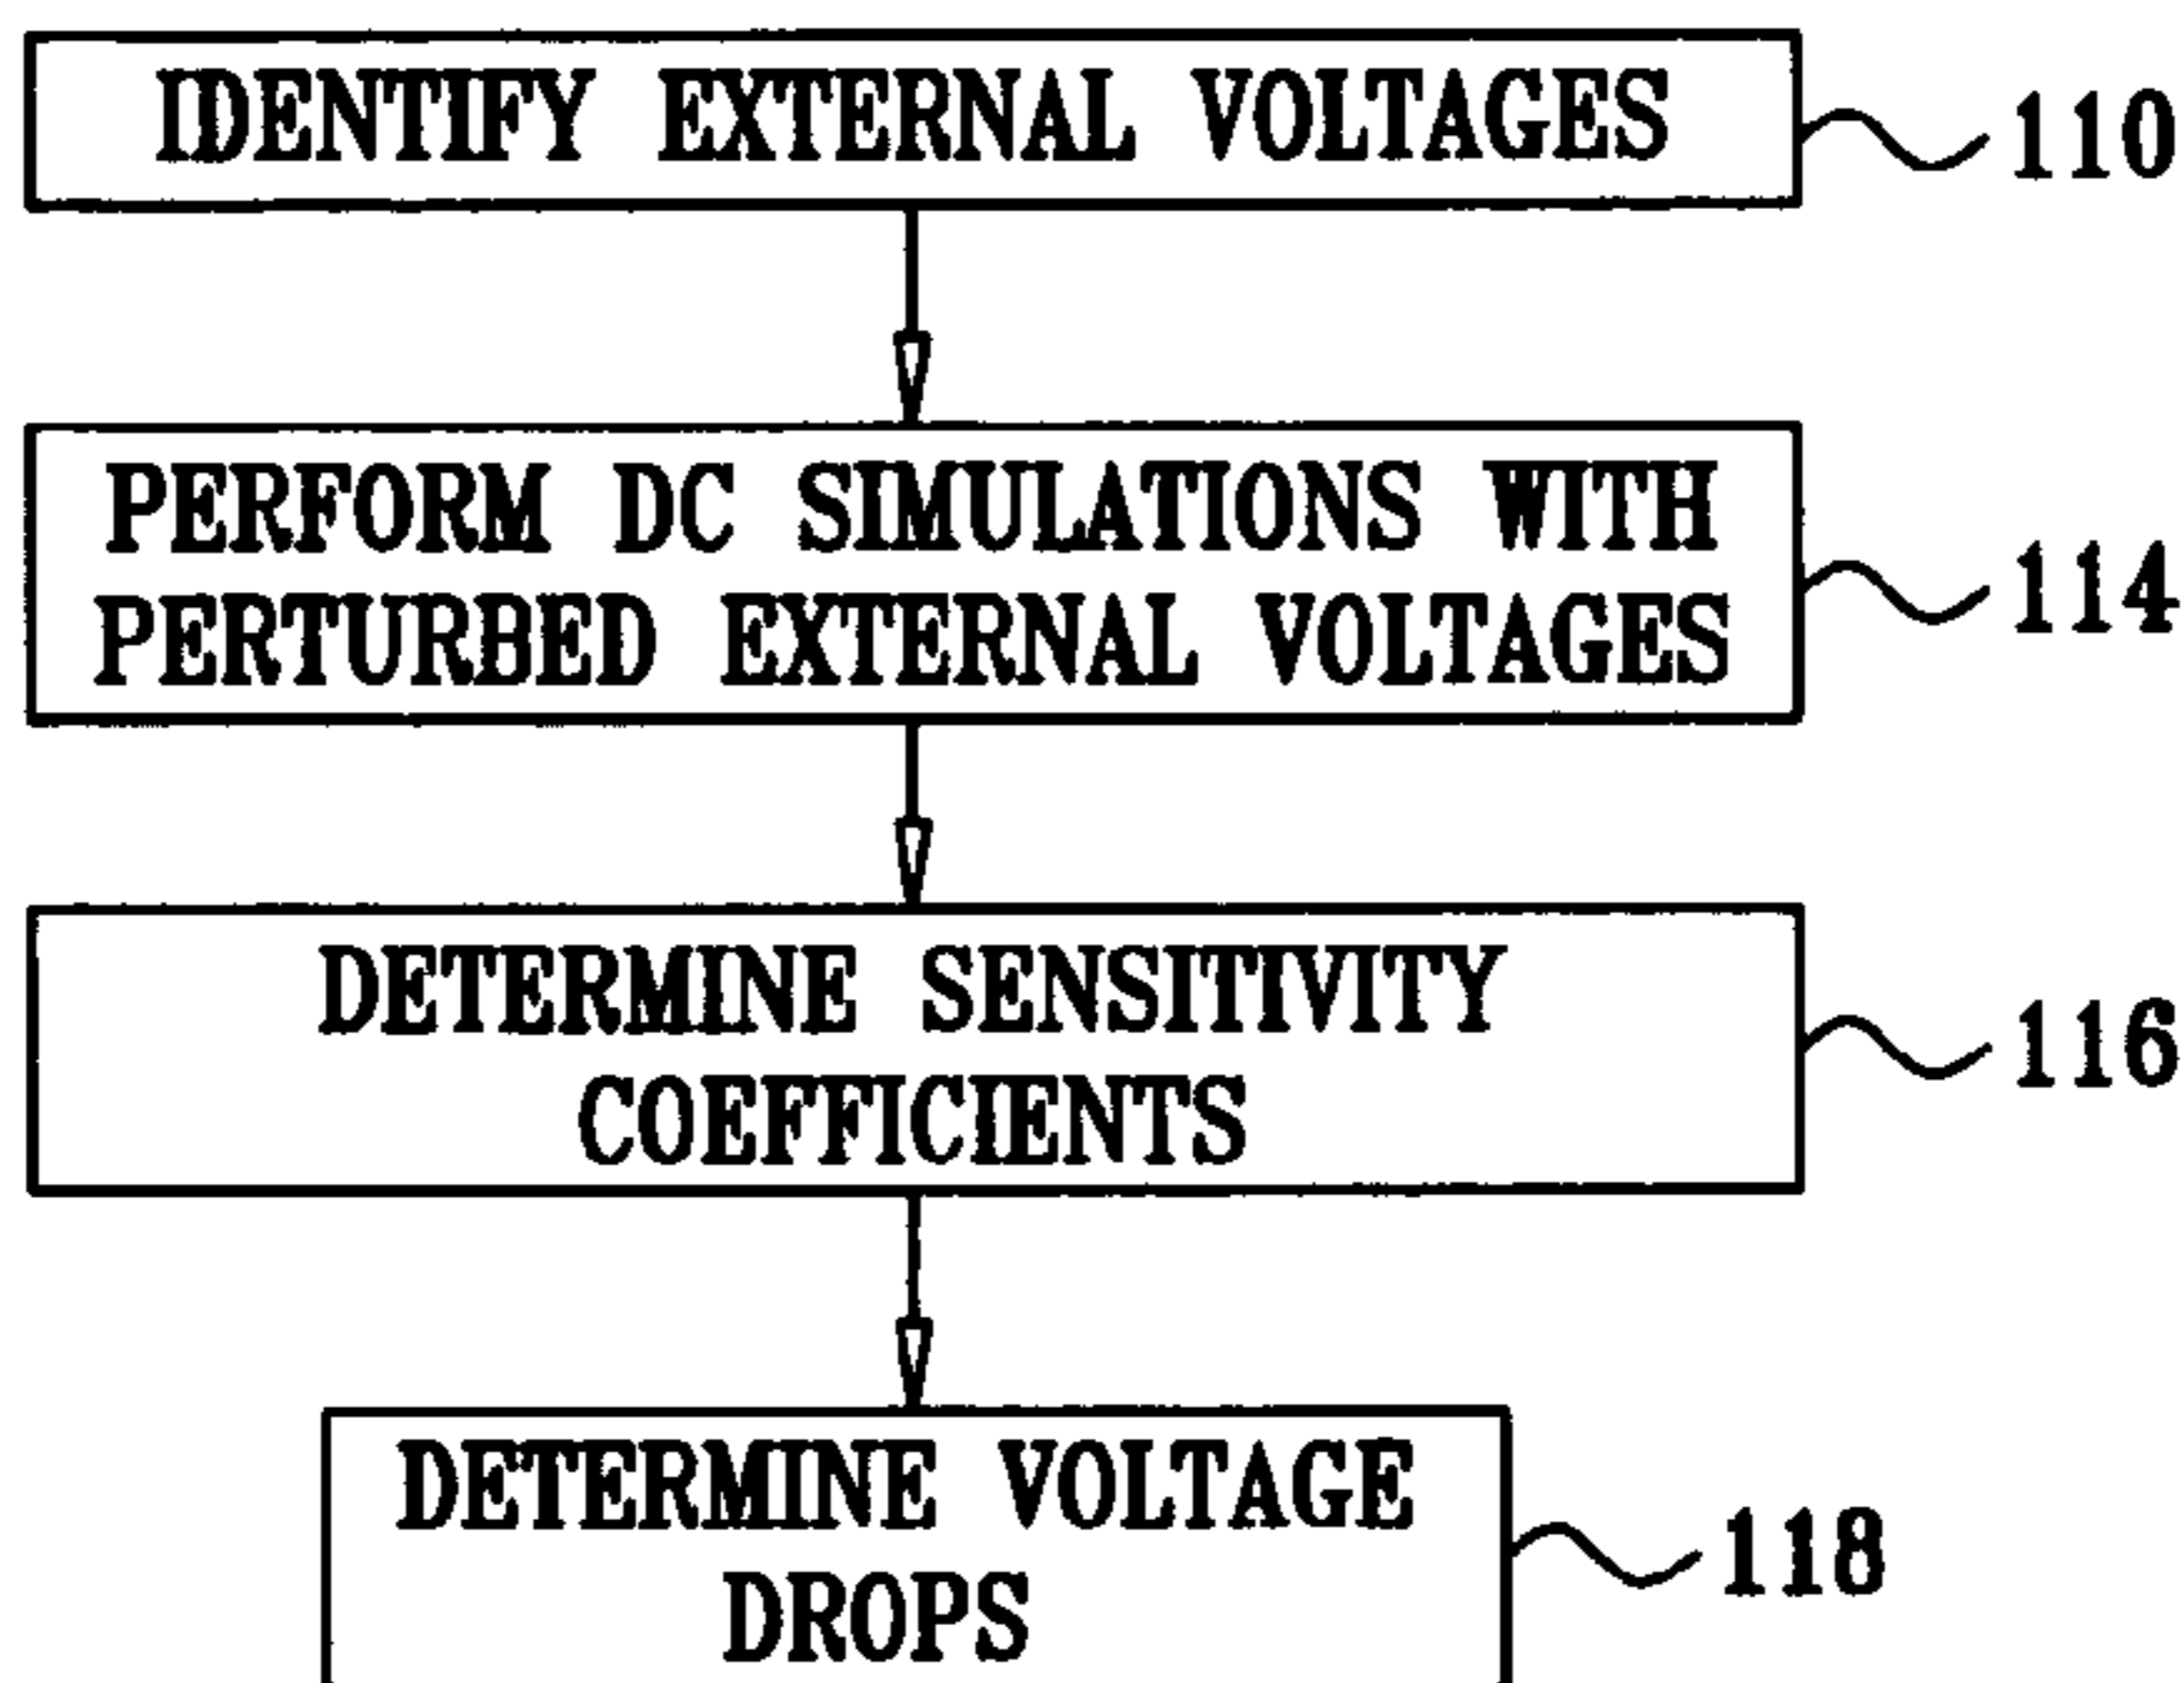 IDENTIFY EXTERNAL VOLTAGES
110
PERFORM DC SIMULATIONS WITH
PERTURBED EXTERNAL VOLTAGES
114
DETERMINE SENSITIVITY
COEFFICIENTS
116
DETERMINE VOLTAGE
DROPS
118